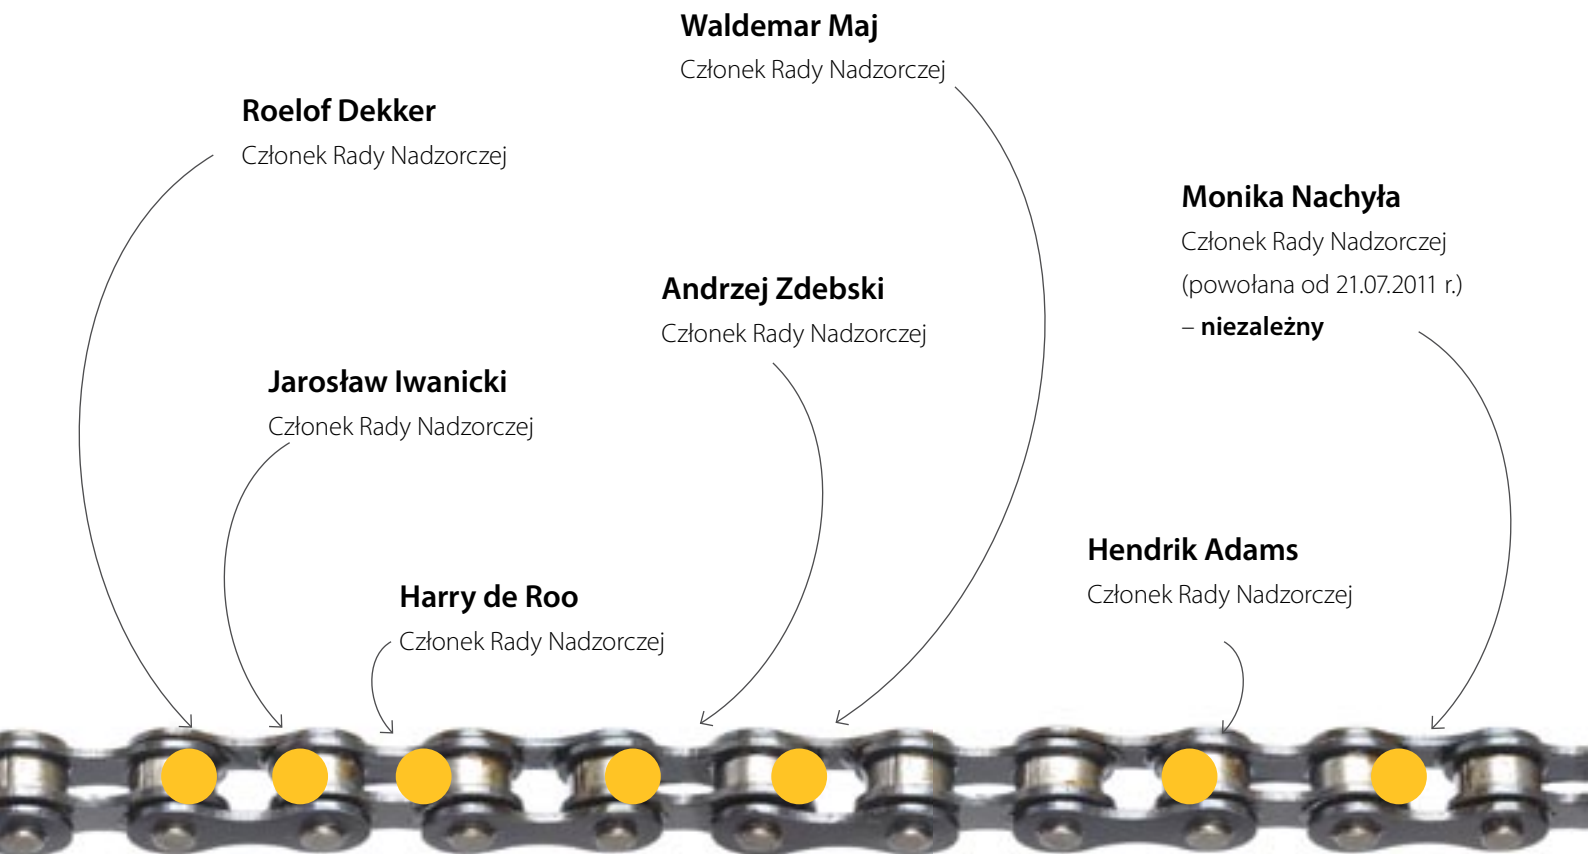 Waldemar Maj
Członek Rady Nadzorczej
Roelof Dekker
Członek Rady Nadzorczej
Monika Nachyła
Członek Rady Nadzorczej
(powołana od 21.07.2011 r.)
– niezależny
Andrzej Zdebski
Członek Rady Nadzorczej
Jarosław Iwanicki
Członek Rady Nadzorczej
Hendrik Adams
Członek Rady Nadzorczej
Harry de Roo
Członek Rady Nadzorczej